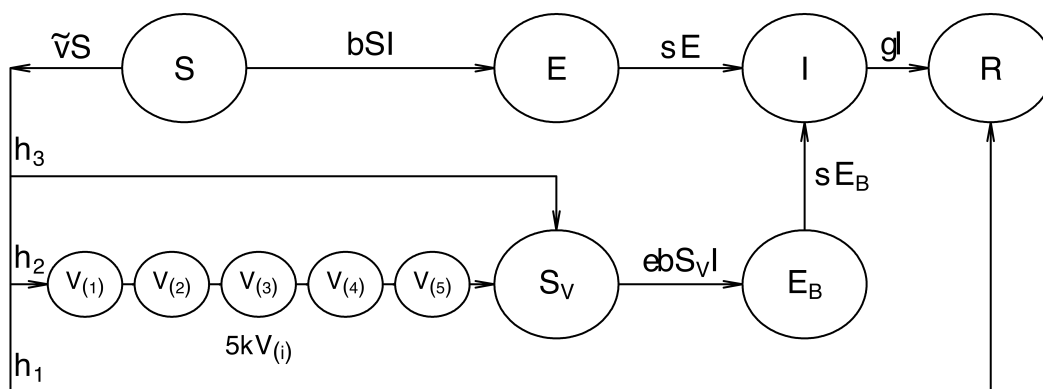 ṽS
S
bSI
E
sE
I
gI
R
h₃
sE_B
h₂
V₍₁₎
V₍₂₎
V₍₃₎
V₍₄₎
V₍₅₎
S_V
ebS_VI
E_B
5kV₍ᵢ₎
h₁